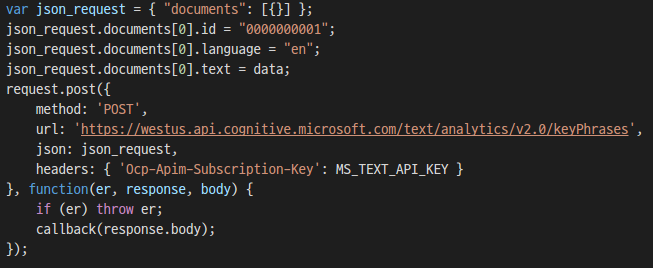 var json_request = { "documents": [{}] };
json_request.documents[0].id = "0000000001";
json_request.documents[0].language = "en";
json_request.documents[0].text = data;
request.post({
    method: 'POST',
    url: 'https://westus.api.cognitive.microsoft.com/text/analytics/v2.0/keyPhrases',
    json: json_request,
    headers: { 'Ocp-Apim-Subscription-Key': MS_TEXT_API_KEY }
}, function(er, response, body) {
    if (er) throw er;
    callback(response.body);
});